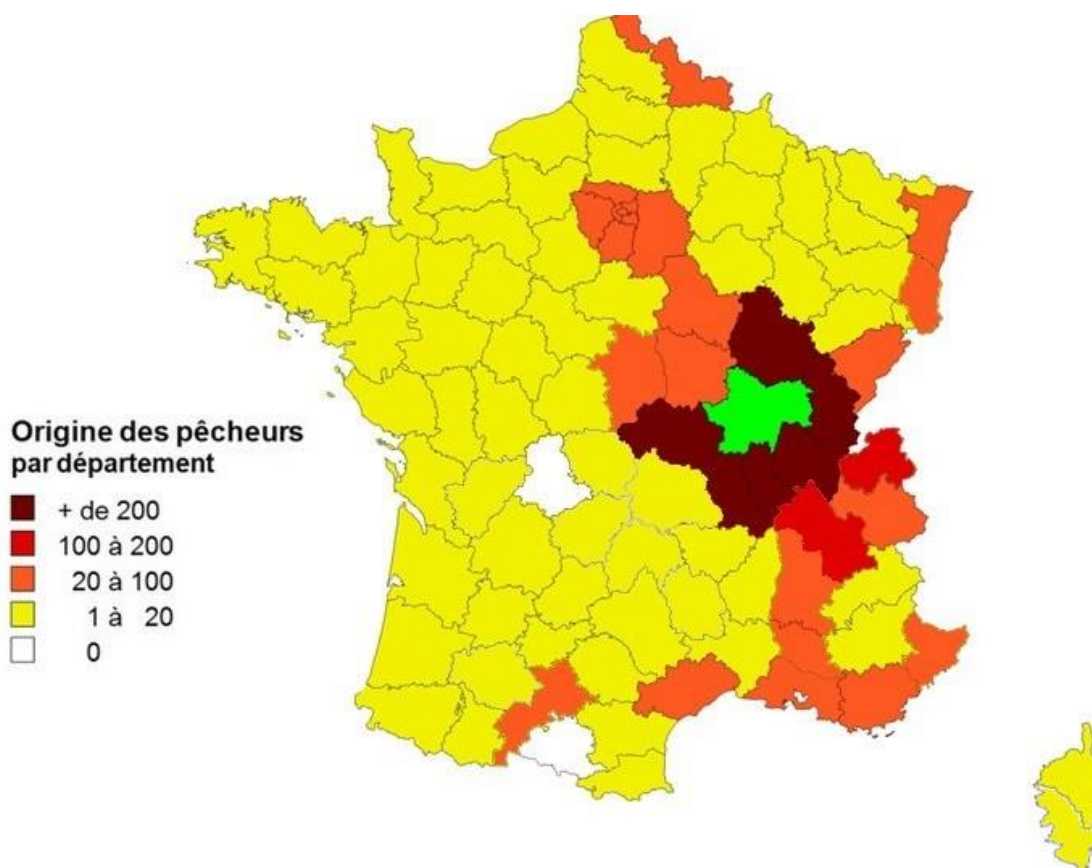 Origine des pêcheurs
par département
+ de 200
100 à 200
20 à 100
1 à 20
0